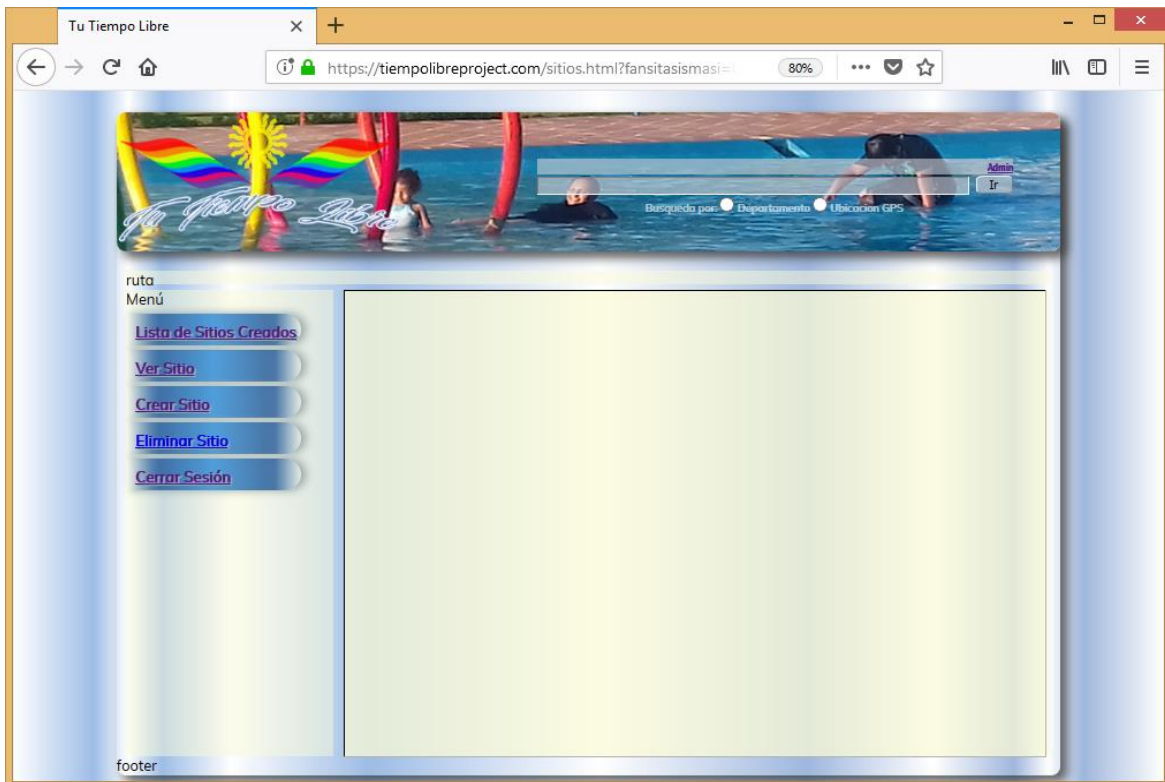 Tu Tiempo Libre
https://tiempolibreproject.com/sitios.html?fansitasismasi=
80%
Tu Tiempo Libre
Admin
Ir
Busqueda por: Departamento Ubicacion GPS
ruta
Menú
Lista de Sitios Creados
Ver Sitio
Crear Sitio
Eliminar Sitio
Cerrar Sesión
footer